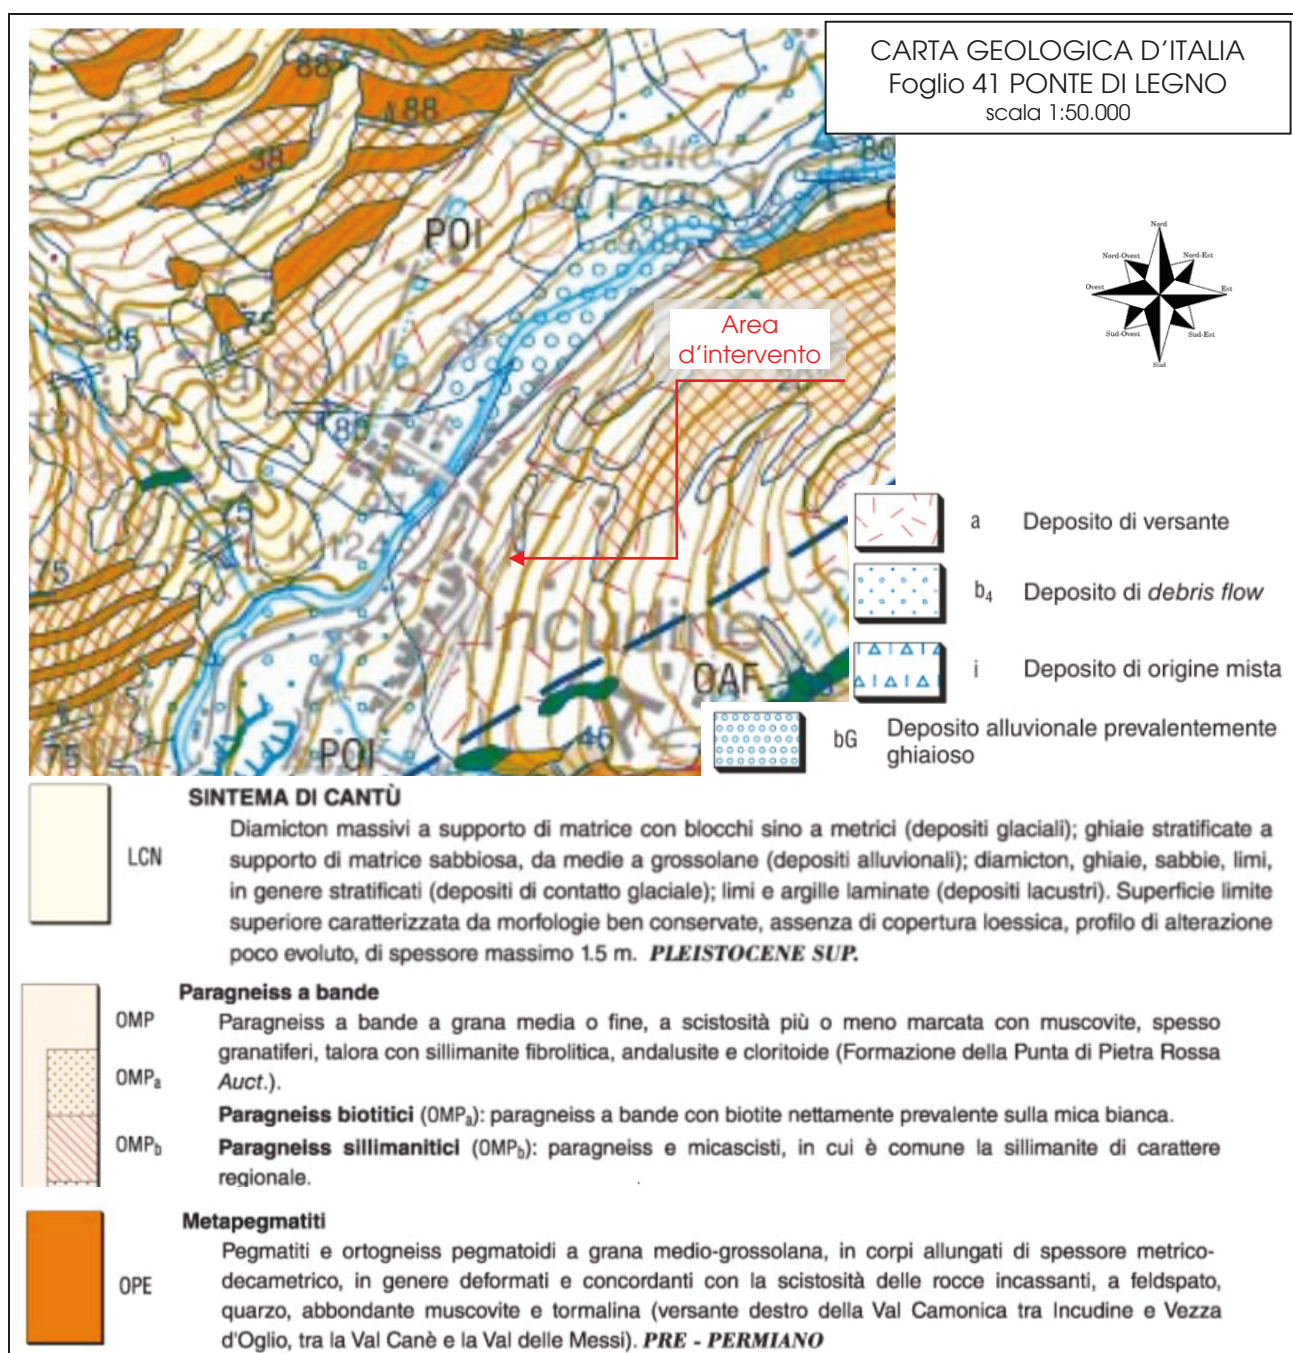 CARTA GEOLOGICA D'ITALIA
Foglio 41 PONTE DI LEGNO
scala 1:50.000
88
88
38
POI
Nord
Nord-Ovest
Nord-Est
Ovest
Est
Sud-Ovest
Sud-Est
Sud
Area
d'intervento
75
85
20
80
Incudine
75
OAF
POI
75
45
a Deposito di versante
b4 Deposito di debris flow
i Deposito di origine mista
bG Deposito alluvionale prevalentemente
ghiaioso
SINTEMA DI CANTÙ
LCN
Diamicton massivi a supporto di matrice con blocchi sino a metrici (depositi glaciali); ghiaie stratificate a
supporto di matrice sabbiosa, da medie a grossolane (depositi alluvionali); diamicton, ghiaie, sabbie, limi,
in genere stratificati (depositi di contatto glaciale); limi e argille laminate (depositi lacustri). Superficie limite
superiore caratterizzata da morfologie ben conservate, assenza di copertura loessica, profilo di alterazione
poco evoluto, di spessore massimo 1.5 m. PLEISTOCENE SUP.
Paragneiss a bande
OMP
Paragneiss a bande a grana media o fine, a scistosità più o meno marcata con muscovite, spesso
granatiferi, talora con sillimanite fibrolitica, andalusite e cloritoide (Formazione della Punta di Pietra Rossa
OMPa
Auct.).
Paragneiss biotitici (OMPa): paragneiss a bande con biotite nettamente prevalente sulla mica bianca.
OMPb
Paragneiss sillimanitici (OMPb): paragneiss e micascisti, in cui è comune la sillimanite di carattere
regionale.
Metapegmatiti
OPE
Pegmatiti e ortogneiss pegmatoidi a grana medio-grossolana, in corpi allungati di spessore metrico-
decametrico, in genere deformati e concordanti con la scistosità delle rocce incassanti, a feldspato,
quarzo, abbondante muscovite e tormalina (versante destro della Val Camonica tra Incudine e Vezza
d'Oglio, tra la Val Canè e la Val delle Messi). PRE - PERMIANO